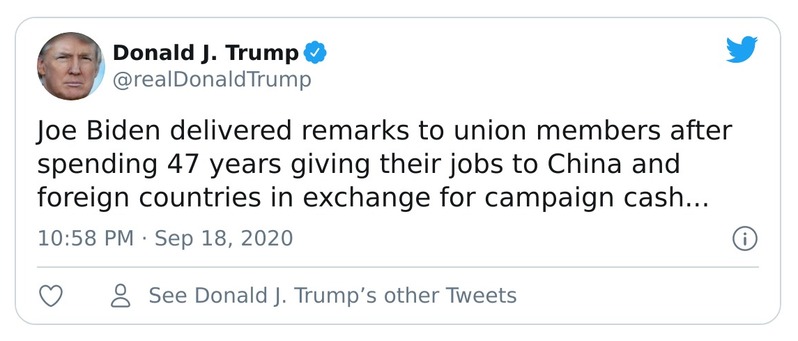 Donald J. Trump
@realDonaldTrump
Joe Biden delivered remarks to union members after
spending 47 years giving their jobs to China and
foreign countries in exchange for campaign cash...
10:58 PM · Sep 18, 2020
See Donald J. Trump’s other Tweets